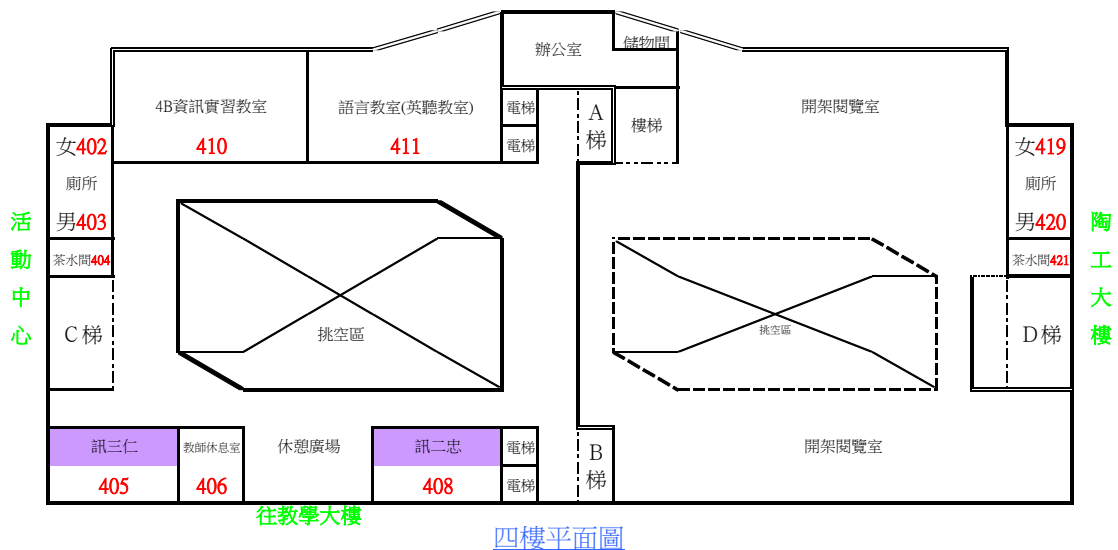 辦公室
儲物間
4B資訊實習教室
410
語言教室(英聽教室)
411
電梯
電梯
A
梯
樓梯
開架閱覽室
女402
廁所
男403
茶水間404
C梯
活
動
中
心
挑空區
挑空區
女419
廁所
男420
茶水間421
D梯
陶
工
大
樓
訊三仁
405
教師休息室
406
休憩廣場
訊二忠
408
電梯
電梯
B
梯
開架閱覽室
往教學大樓
四樓平面圖